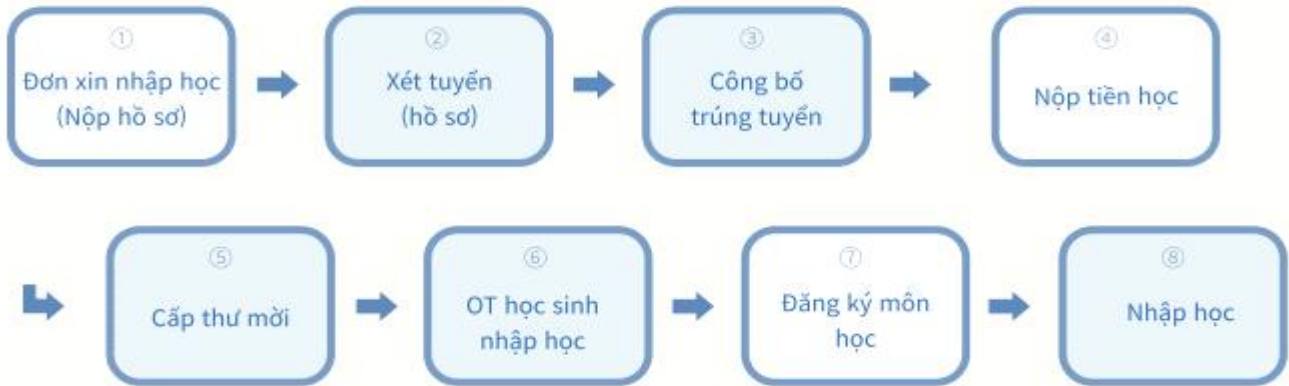 ①
Đơn xin nhập học
(Nộp hồ sơ)
②
Xét tuyển
(hồ sơ)
③
Công bố
trúng tuyển
④
Nộp tiền học
⑤
Cấp thư mời
⑥
OT học sinh
nhập học
⑦
Đăng ký môn
học
⑧
Nhập học